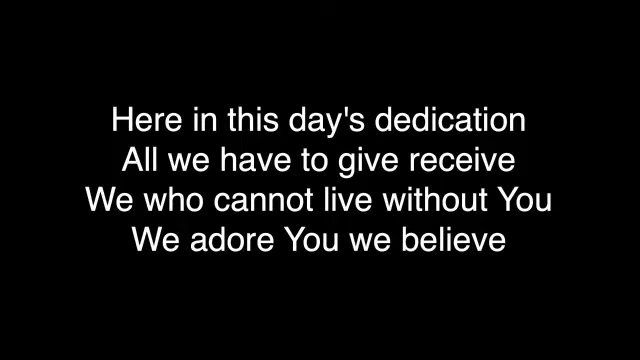 Here in this day's dedication
All we have to give receive
We who cannot live without You
We adore You we believe